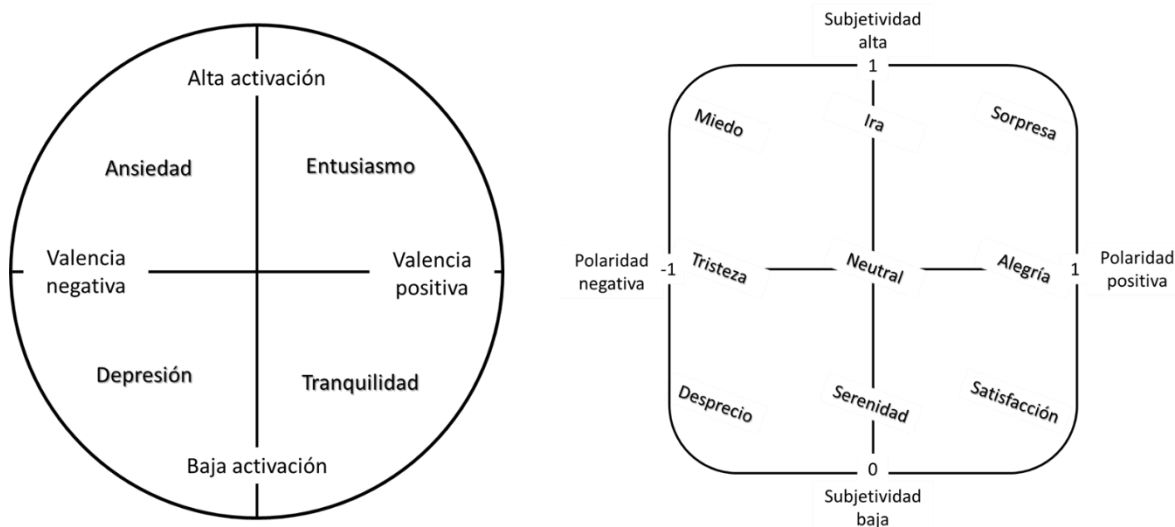 Alta activación
Ansiedad
Entusiasmo
Valencia
negativa
Valencia
positiva
Depresión
Tranquilidad
Baja activación
Subjetividad
alta
1
Miedo
Ira
Sorpresa
Polaridad
negativa
-1
Tristeza
Neutral
Alegría
1
Polaridad
positiva
Desprecio
Serenidad
Satisfacción
0
Subjetividad
baja